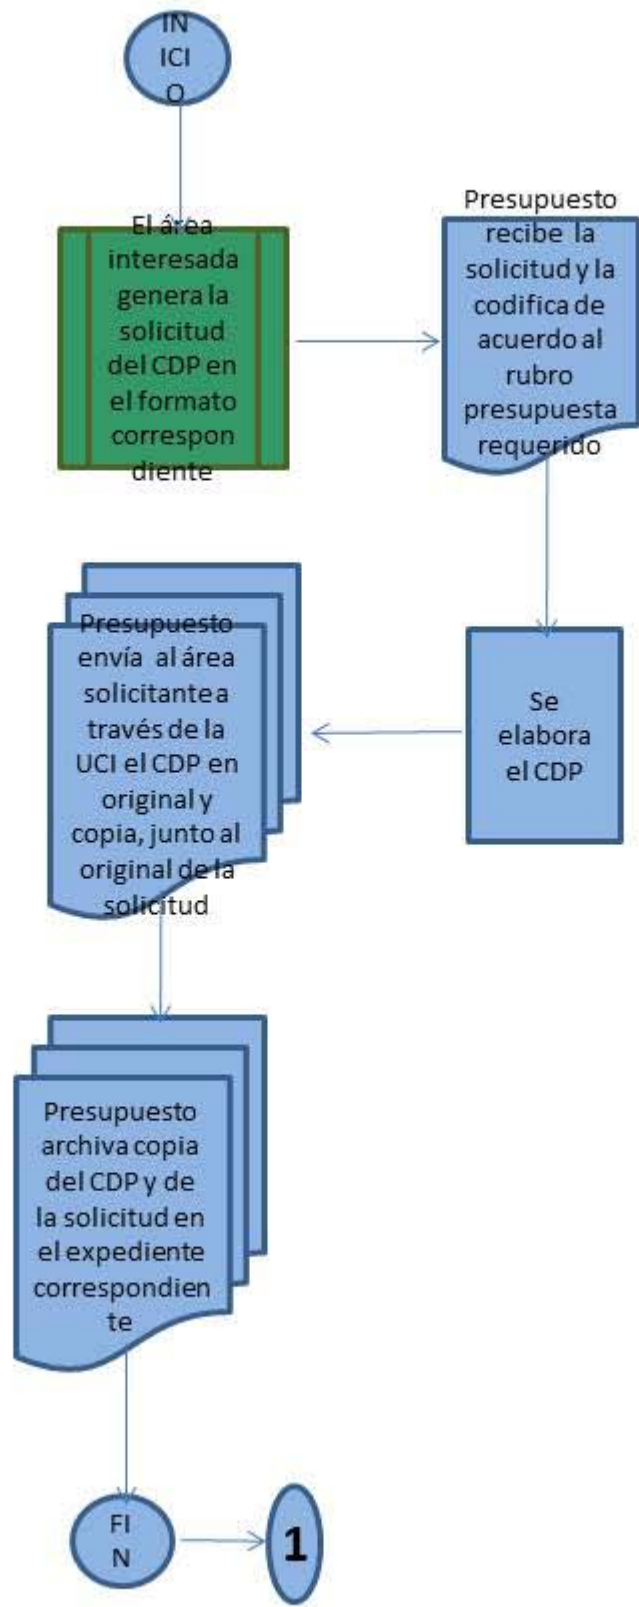 IN
ICI
O
El área
interesada
genera la
solicitud
del CDP en
el formato
correspon
diente
Presupuesto
recibe la
solicitud y la
codifica de
acuerdo al
rubro
presupuesta
requerido
Se
elabora
el CDP
Presupuesto
envía al área
solicitante a
través de la
UCI el CDP en
original y
copia, junto al
original de la
solicitud
Presupuesto
archiva copia
del CDP y de
la solicitud en
el expediente
correspondien
te
FI
N
1